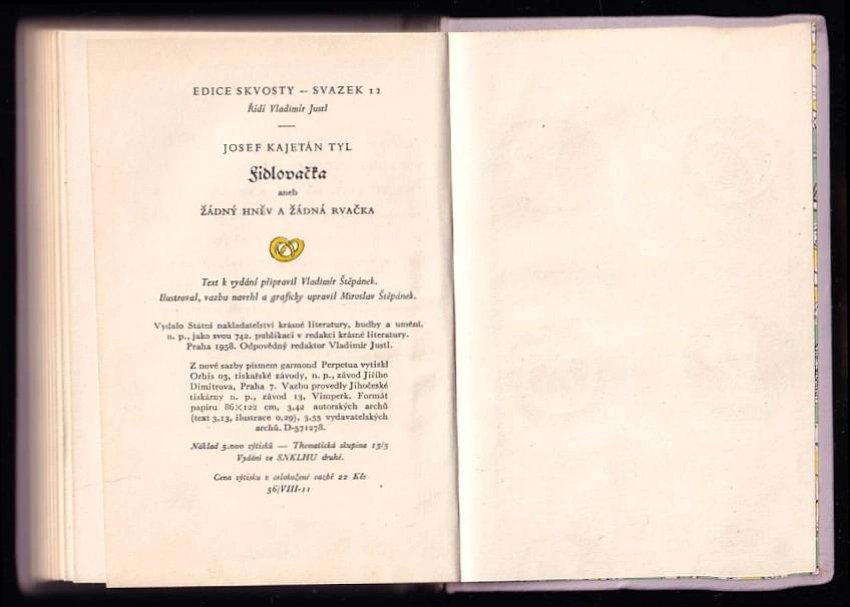 EDICE SKVOSTY — SVAZEK 12
Řídí Vladimír Justl
JOSEF KAJETÁN TYL
Fidlovačka
aneb
ŽÁDNÝ HNĚV A ŽÁDNÁ RVAČKA
Text k vydání připravil Vladimír Štěpánek.
Ilustroval, vazbu navrhl a graficky upravil Miroslav Štěpánek.
Vydalo Státní nakladatelství krásné literatury, hudby a umění,
n. p., jako svou 742. publikaci v redakci krásné literatury.
Praha 1958. Odpovědný redaktor Vladimír Justl.
Z nové sazby písmem garmond Perpetua vytiskl
Orbis 03, tiskařské závody, n. p., závod Jiřího
Dimitrova, Praha 7. Vazbu provedly Jihočeské
tiskárny n. p., závod 13, Vimperk. Formát
papíru 86×122 cm, 3,42 autorských archů
(text 3,13, ilustrace 0,29), 3,55 vydavatelských
archů. D-571278.
Náklad 5.000 výtisků — Thematická skupina 13/5
Vydání ve SNKLHU druhé.
Cena výtisku v celokožené vazbě 22 Kčs
56/VIII-11